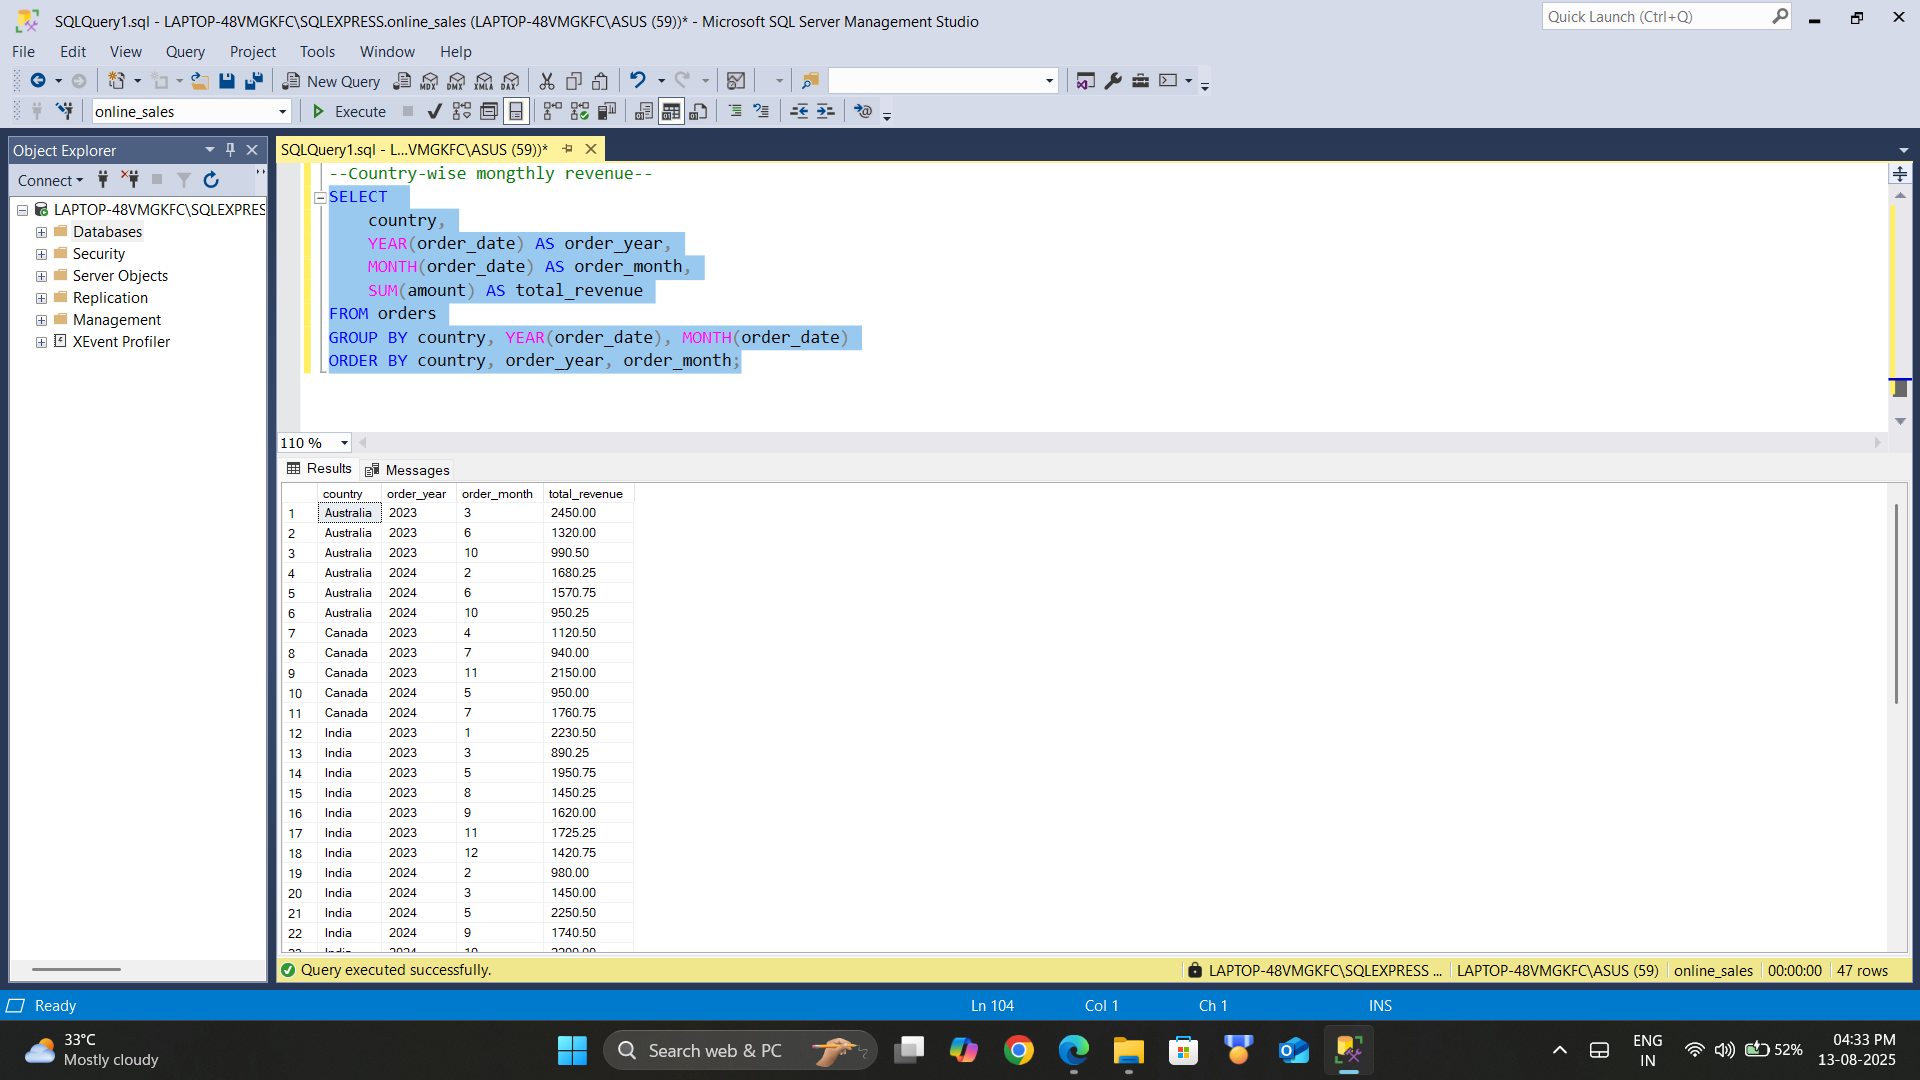 SQLQuery1.sql - LAPTOP-48VMGKFC\SQLEXPRESS.online_sales (LAPTOP-48VMGKFC\ASUS (59))* - Microsoft SQL Server Management Studio
Quick Launch (Ctrl+Q)
File Edit View Query Project Tools Window Help
New Query MDX DMX XMLA DAX
online_sales Execute
Object Explorer
Connect
LAPTOP-48VMGKFC\SQLEXPRES
Databases
Security
Server Objects
Replication
Management
XEvent Profiler
SQLQuery1.sql - L...VMGKFC\ASUS (59))*
--Country-wise mongthly revenue--
SELECT
country,
YEAR(order_date) AS order_year,
MONTH(order_date) AS order_month,
SUM(amount) AS total_revenue
FROM orders
GROUP BY country, YEAR(order_date), MONTH(order_date)
ORDER BY country, order_year, order_month;
110 %
Results Messages
country order_year order_month total_revenue
1 Australia 2023 3 2450.00
2 Australia 2023 6 1320.00
3 Australia 2023 10 990.50
4 Australia 2024 2 1680.25
5 Australia 2024 6 1570.75
6 Australia 2024 10 950.25
7 Canada 2023 4 1120.50
8 Canada 2023 7 940.00
9 Canada 2023 11 2150.00
10 Canada 2024 5 950.00
11 Canada 2024 7 1760.75
12 India 2023 1 2230.50
13 India 2023 3 890.25
14 India 2023 5 1950.75
15 India 2023 8 1450.25
16 India 2023 9 1620.00
17 India 2023 11 1725.25
18 India 2023 12 1420.75
19 India 2024 2 980.00
20 India 2024 3 1450.00
21 India 2024 5 2250.50
22 India 2024 9 1740.50
Query executed successfully.
LAPTOP-48VMGKFC\SQLEXPRESS ... LAPTOP-48VMGKFC\ASUS (59) online_sales 00:00:00 47 rows
Ready Ln 104 Col 1 Ch 1 INS
33°C
Mostly cloudy
Search web & PC
ENG
IN
52%
04:33 PM
13-08-2025